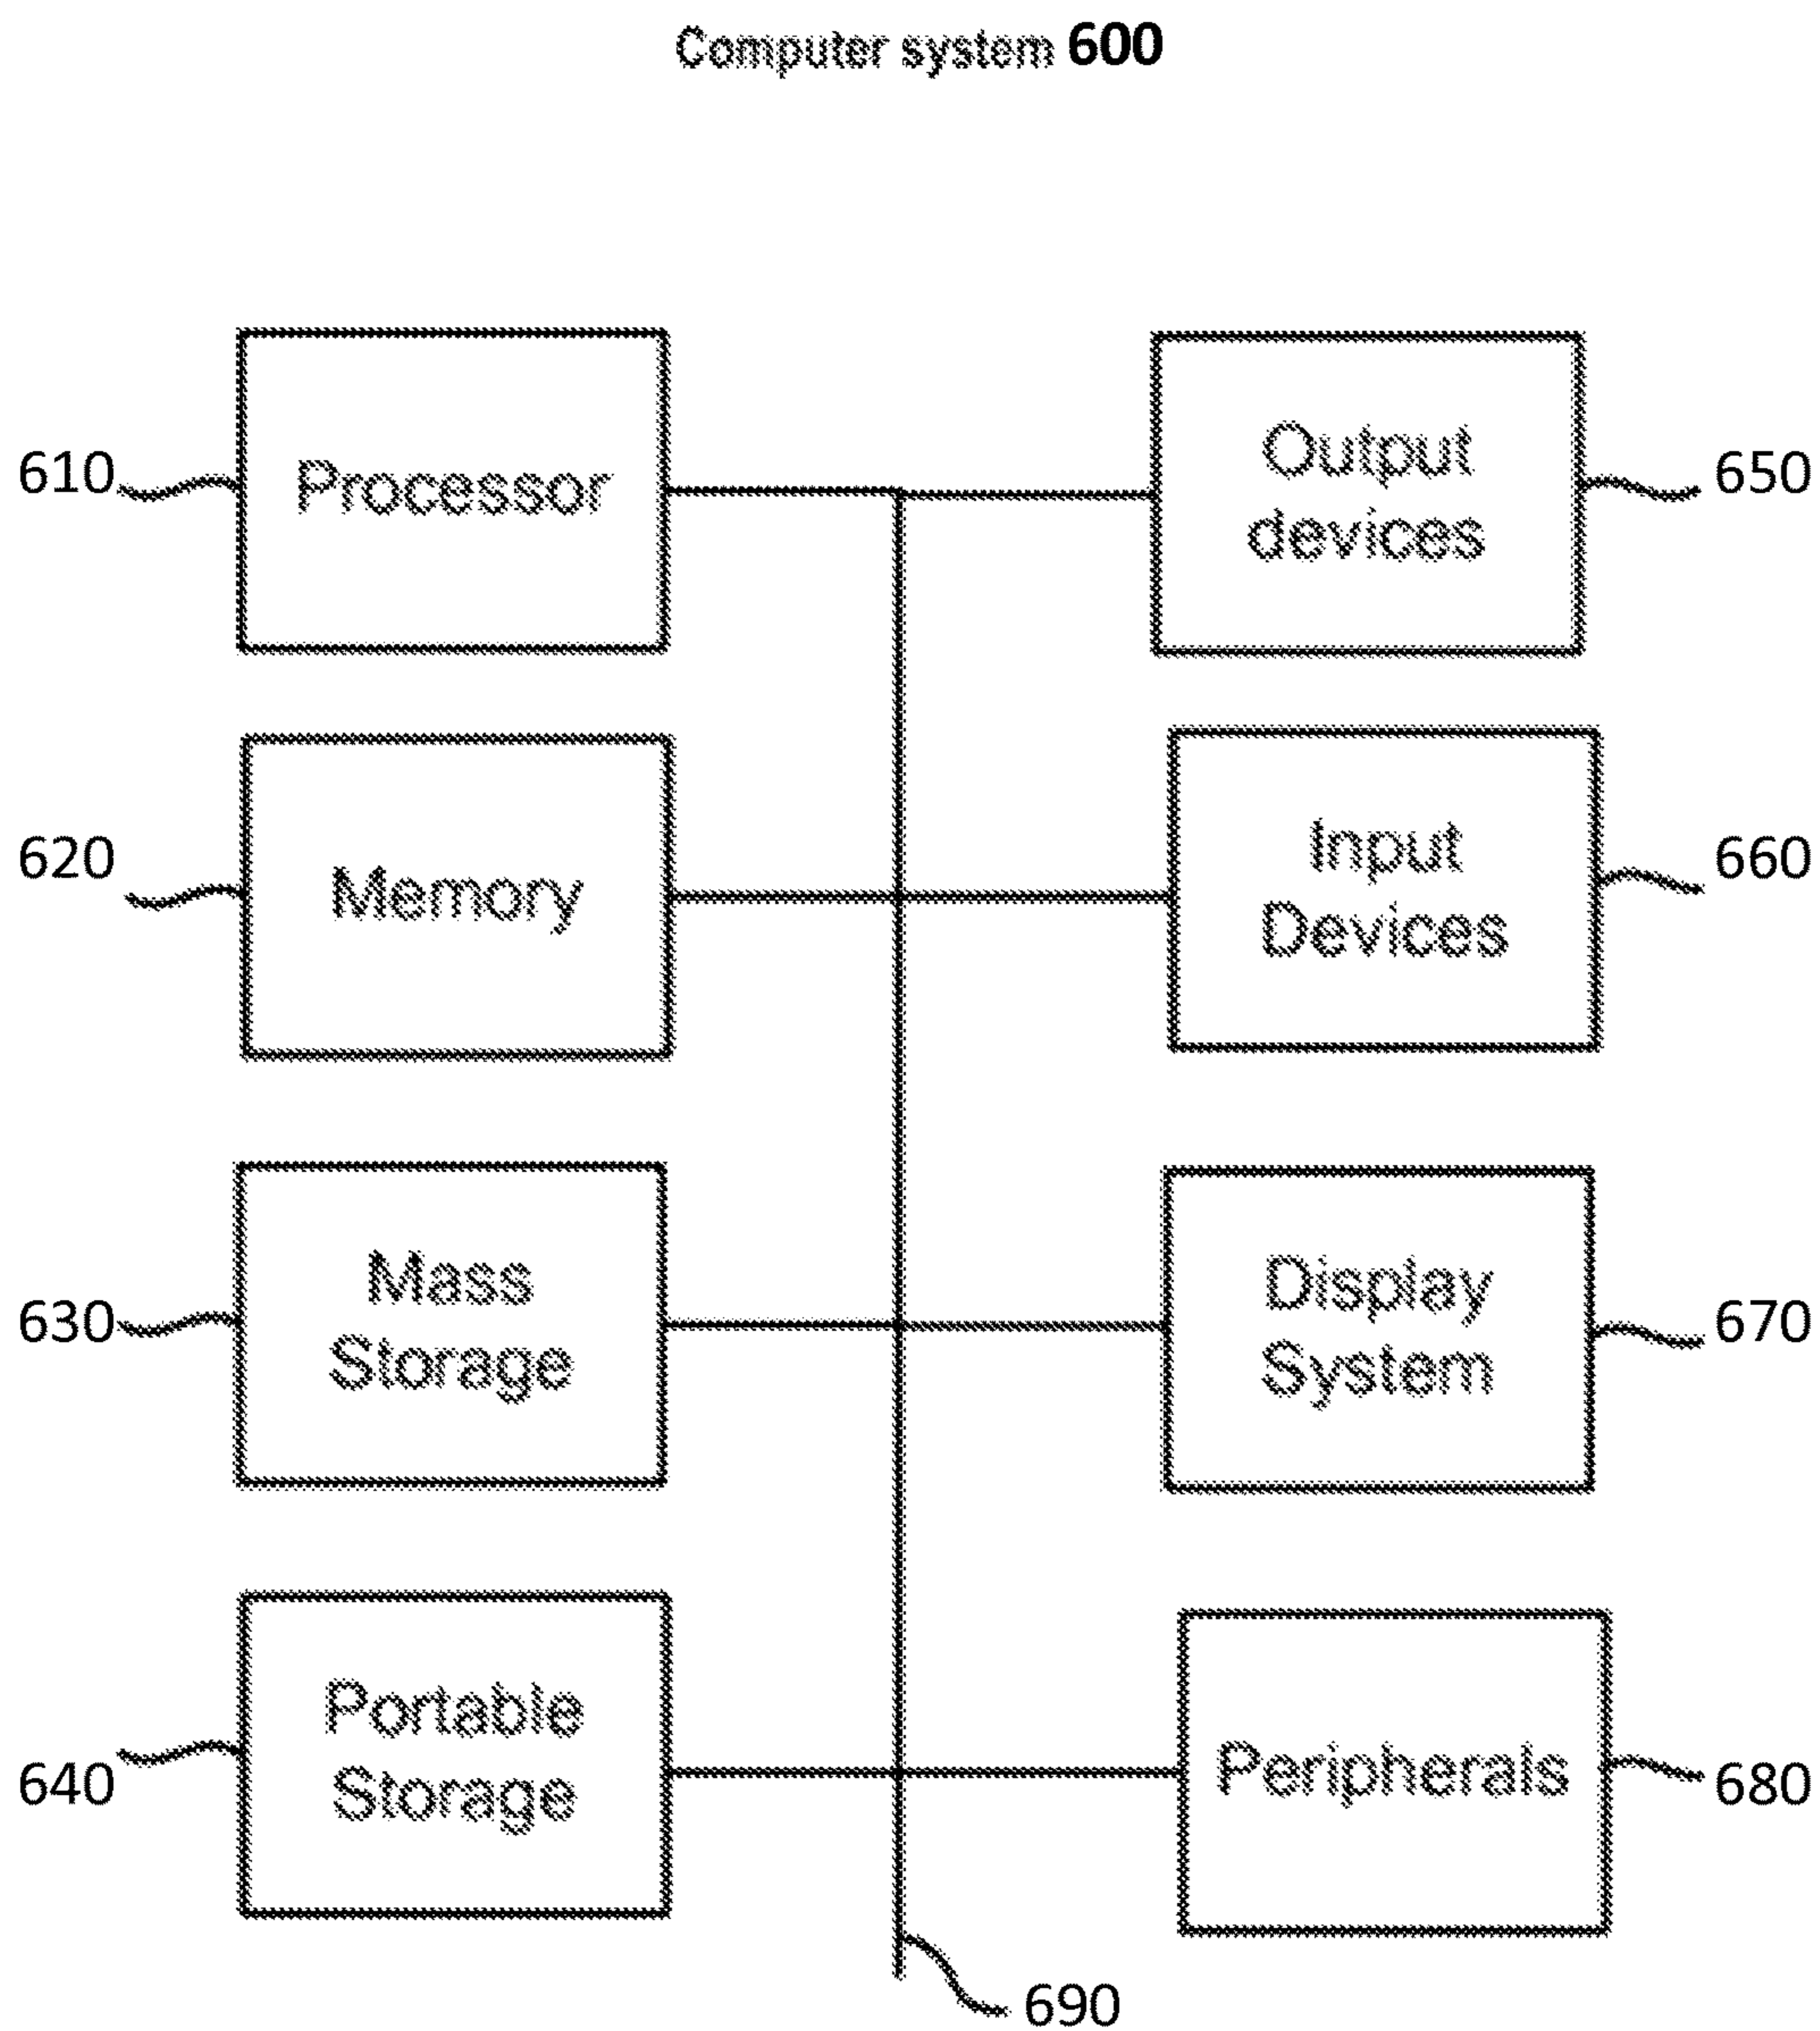 Computer system 600
610
Processor
Output
devices
650
620
Memory
Input
Devices
660
630
Mass
Storage
Display
System
670
640
Portable
Storage
Peripherals
680
690